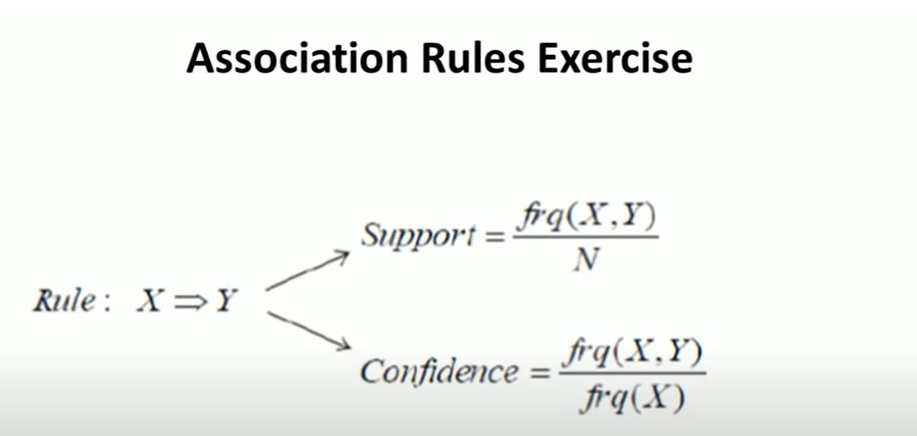 Association Rules Exercise
Support = frq(X,Y) / N
Rule: X ⇒ Y
Confidence = frq(X,Y) / frq(X)